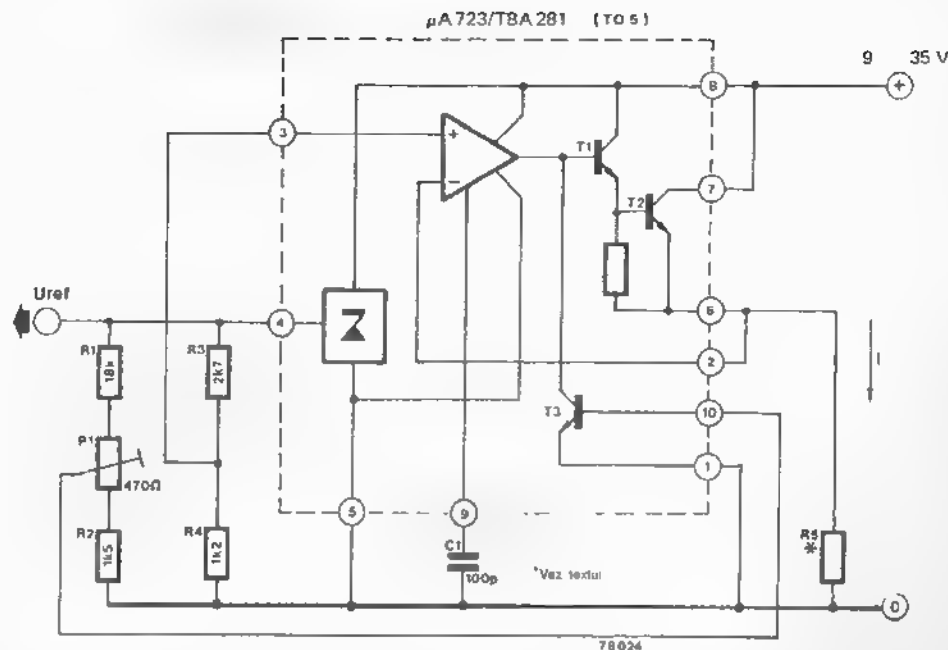 µA723/TBA281 (TO5)
9 35 V
+
8
3
+
−
T1
7
T2
Uref
4
6
R1
18k
R3
2k7
2
10
T3
P1
470Ω
1
5
9
R2
1k5
R4
1k2
C1
100p
*Vez textul
R5
*
I
0
78024